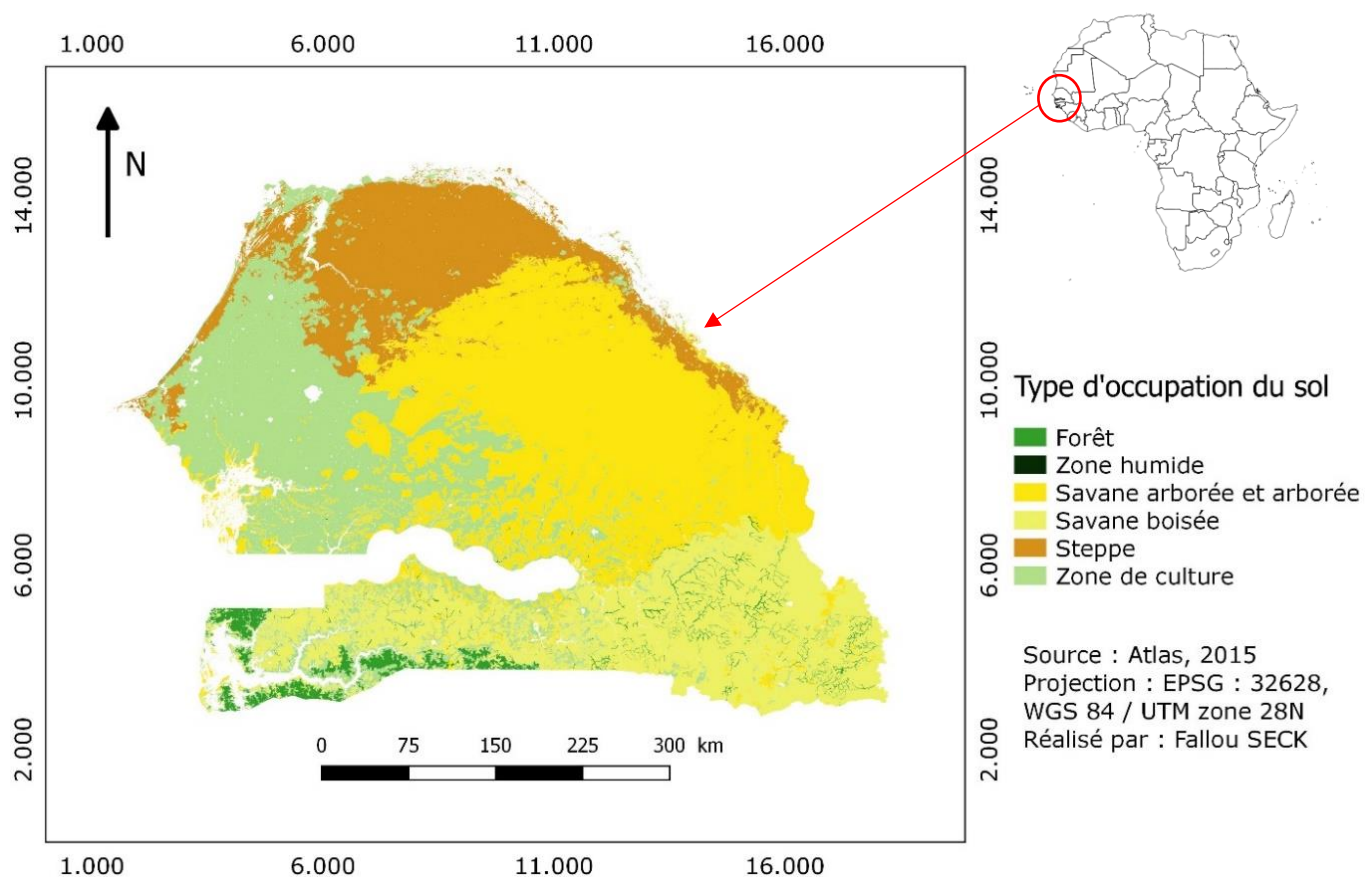 1.000 6.000 11.000 16.000
N
14.000
10.000
6.000
2.000
14.000
10.000
6.000
2.000
0 75 150 225 300 km
1.000 6.000 11.000 16.000
Type d'occupation du sol
Forêt
Zone humide
Savane arborée et arborée
Savane boisée
Steppe
Zone de culture
Source : Atlas, 2015
Projection : EPSG : 32628,
WGS 84 / UTM zone 28N
Réalisé par : Fallou SECK